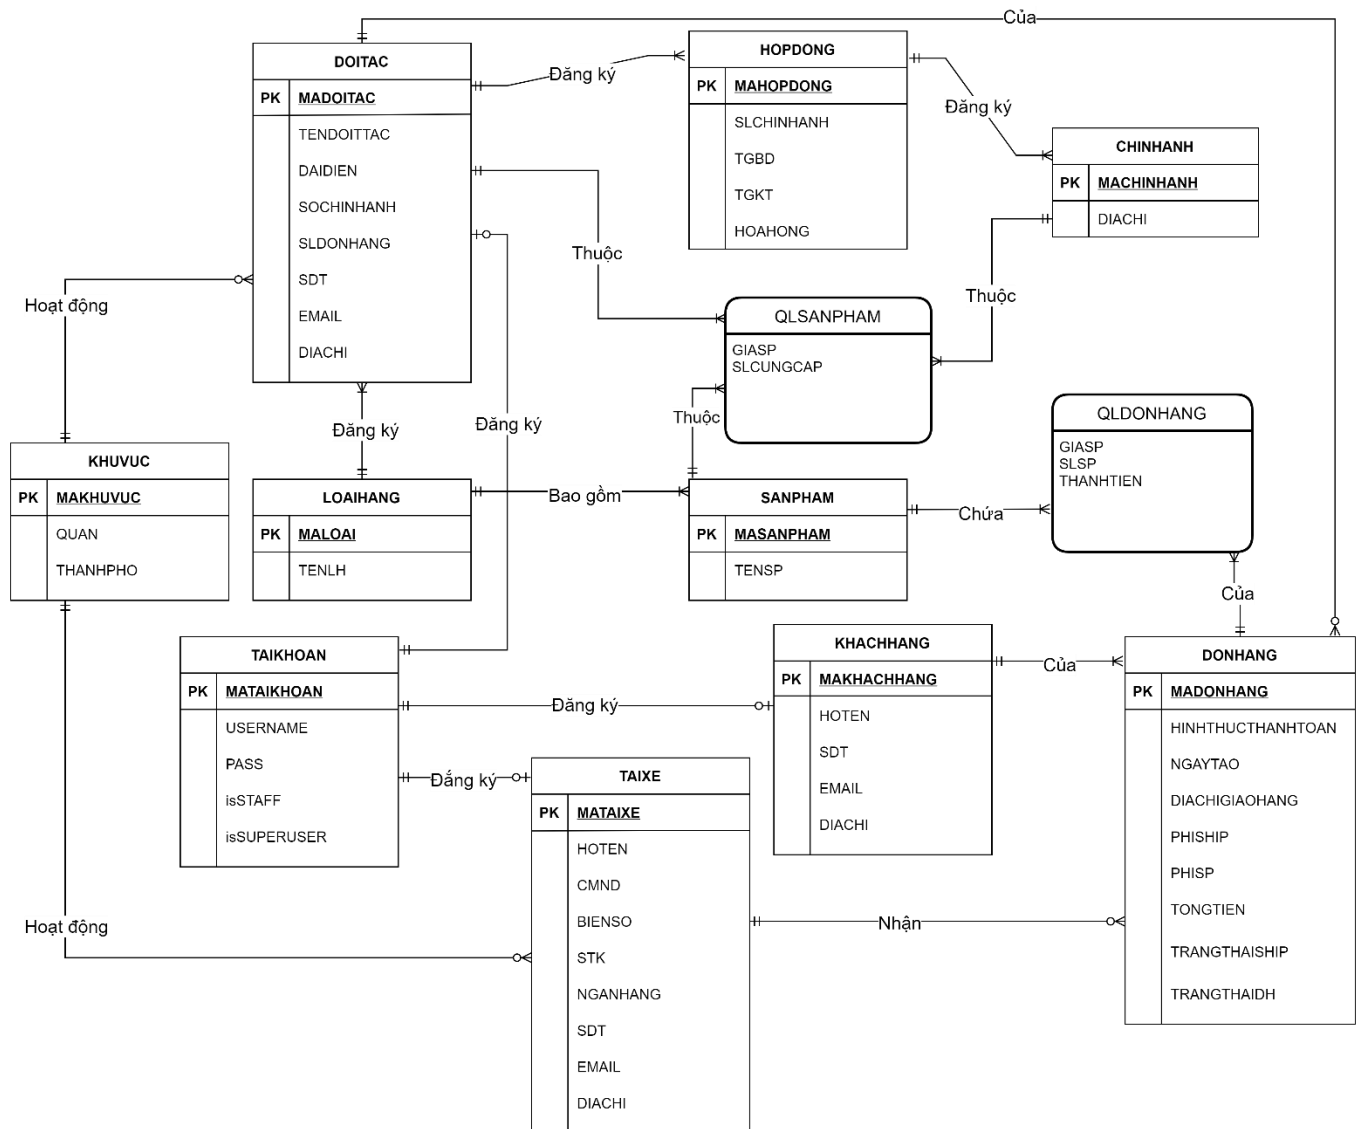 Của
DOITAC
PK MADOITAC
TENDOITTAC
DAIDIEN
SOCHINHANH
SLDONHANG
SDT
EMAIL
DIACHI
Đăng ký
HOPDONG
PK MAHOPDONG
SLCHINHANH
TGBD
TGKT
HOAHONG
Đăng ký
CHINHANH
PK MACHINHANH
DIACHI
Thuộc
Thuộc
Hoạt động
QLSANPHAM
GIASP
SLCUNGCAP
Thuộc
Đăng ký
Đăng ký
QLDONHANG
GIASP
SLSP
THANHTIEN
KHUVUC
PK MAKHUVUC
QUAN
THANHPHO
LOAIHANG
PK MALOAI
TENLH
Bao gồm
SANPHAM
PK MASANPHAM
TENSP
Chứa
Của
TAIKHOAN
PK MATAIKHOAN
USERNAME
PASS
isSTAFF
isSUPERUSER
Đăng ký
KHACHHANG
PK MAKHACHHANG
HOTEN
SDT
EMAIL
DIACHI
Của
DONHANG
PK MADONHANG
HINHTHUCTHANHTOAN
NGAYTAO
DIACHIGIAOHANG
PHISHIP
PHISP
TONGTIEN
TRANGTHAISHIP
TRANGTHAIDH
Đắng ký
TAIXE
PK MATAIXE
HOTEN
CMND
BIENSO
STK
NGANHANG
SDT
EMAIL
DIACHI
Nhận
Hoạt động